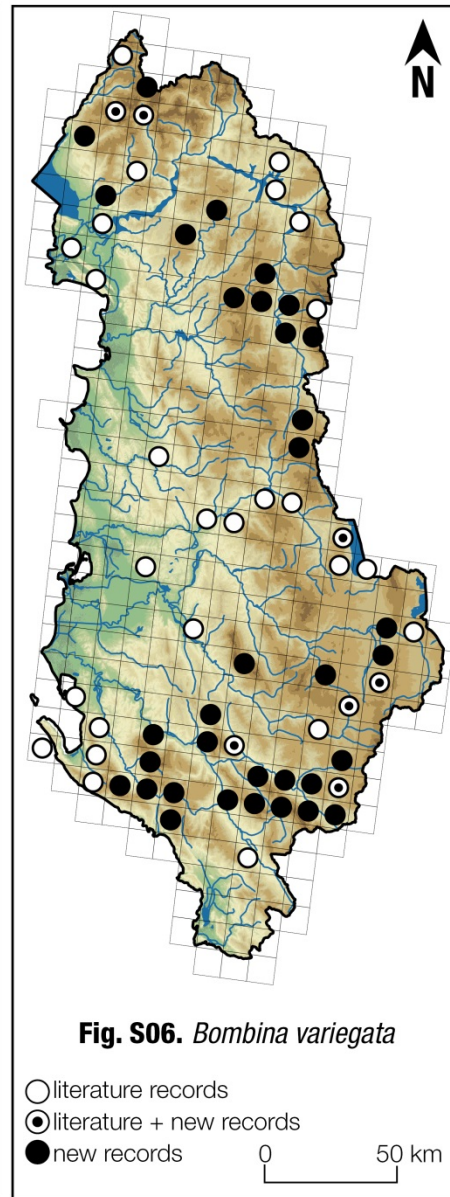 N
Fig. S06. Bombina variegata
literature records
literature + new records
new records
0 50 km